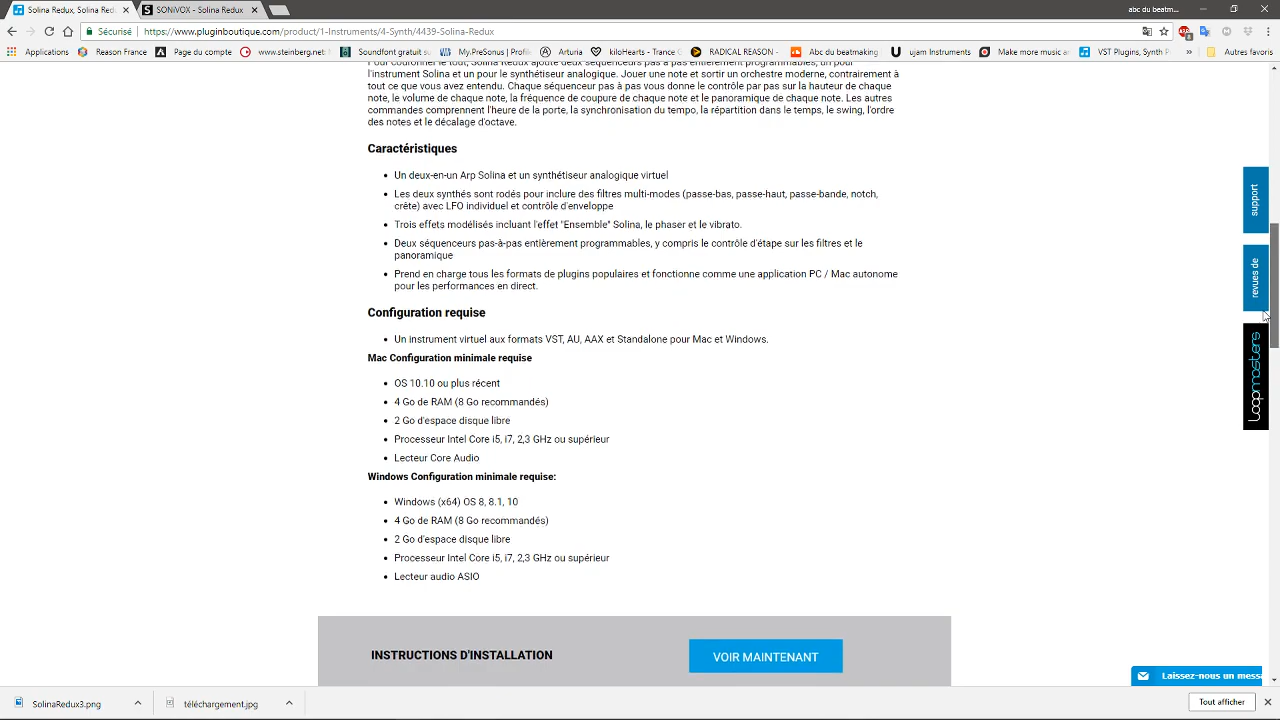 Solina Redux, Solina Red
SONiVOX - Solina Redux
abc du beatm...
Sécurisé
https://www.pluginboutique.com/product/1-Instruments/4-Synth/4439-Solina-Redux
Applications
Reason France
Page du compte
www.steinberg.net
Soundfont gratuit su
My.PreSonus | Profil
Arturia
kiloHearts - Trance G
RADICAL REASON -
Abc du beatmaking
ujam Instruments
Make more music a
VST Plugins, Synth P
»
Autres favoris
Pour couronner le tout, Solina Redux ajoute deux séquenceurs pas à pas entièrement programmables, un pour
l'instrument Solina et un pour le synthétiseur analogique. Jouer une note et sortir un orchestre moderne, contrairement à
tout ce que vous avez entendu. Chaque séquenceur pas à pas vous donne le contrôle par pas sur la hauteur de chaque
note, le volume de chaque note, la fréquence de coupure de chaque note et le panoramique de chaque note. Les autres
commandes comprennent l'heure de la porte, la synchronisation du tempo, la répartition dans le temps, le swing, l'ordre
des notes et le décalage d'octave.
Caractéristiques
Un deux-en-un Arp Solina et un synthétiseur analogique virtuel
Les deux synthés sont rodés pour inclure des filtres multi-modes (passe-bas, passe-haut, passe-bande, notch,
crête) avec LFO individuel et contrôle d'enveloppe
Trois effets modélisés incluant l'effet "Ensemble" Solina, le phaser et le vibrato.
Deux séquenceurs pas-à-pas entièrement programmables, y compris le contrôle d'étape sur les filtres et le
panoramique
Prend en charge tous les formats de plugins populaires et fonctionne comme une application PC / Mac autonome
pour les performances en direct.
Configuration requise
Un instrument virtuel aux formats VST, AU, AAX et Standalone pour Mac et Windows.
Mac Configuration minimale requise
OS 10.10 ou plus récent
4 Go de RAM (8 Go recommandés)
2 Go d'espace disque libre
Processeur Intel Core i5, i7, 2,3 GHz ou supérieur
Lecteur Core Audio
Windows Configuration minimale requise:
Windows (x64) OS 8, 8.1, 10
4 Go de RAM (8 Go recommandés)
2 Go d'espace disque libre
Processeur Intel Core i5, i7, 2,3 GHz ou supérieur
Lecteur audio ASIO
INSTRUCTIONS D'INSTALLATION
VOIR MAINTENANT
support
revues de
loopmasters
Laissez-nous un messa
SolinaRedux3.png
téléchargement.jpg
Tout afficher